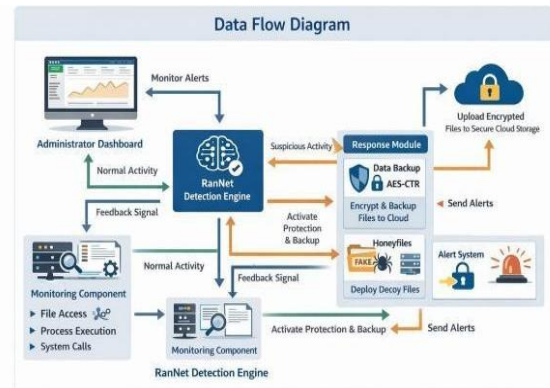 Data Flow Diagram
Monitor Alerts
Administrator Dashboard
Normal Activity
Feedback Signal
RanNet
Detection Engine
Suspicious Activity
Response Module
Data Backup
AES-CTR
Encrypt & Backup
Files to Cloud
Upload Encrypted
Files to Secure Cloud Storage
Send Alerts
Activate
Protection
& Backup
Honeyfiles
FAKE
Deploy Decoy Files
Alert System
Monitoring Component
File Access
Process Execution
System Calls
Normal Activity
Feedback Signal
Monitoring Component
RanNet Detection Engine
Activate Protection & Backup
Send Alerts